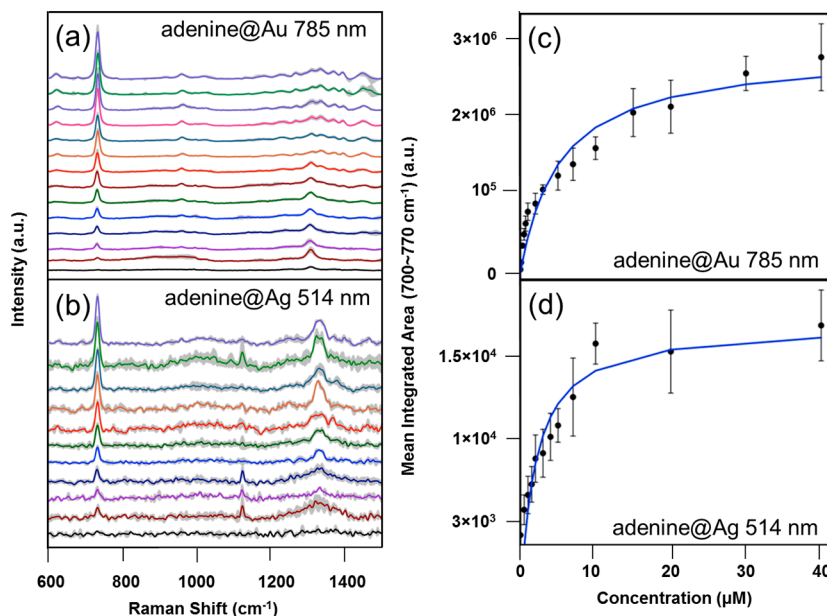 (a) adenine@Au 785 nm
(b) adenine@Ag 514 nm
Intensity (a.u.)
600 800 1000 1200 1400
Raman Shift (cm⁻¹)
(c)
3×10⁶
2×10⁶
10⁵
0
adenine@Au 785 nm
(d)
1.5×10⁴
1×10⁴
3×10³
adenine@Ag 514 nm
Mean Integrated Area (700~770 cm⁻¹) (a.u.)
0 10 20 30 40
Concentration (μM)